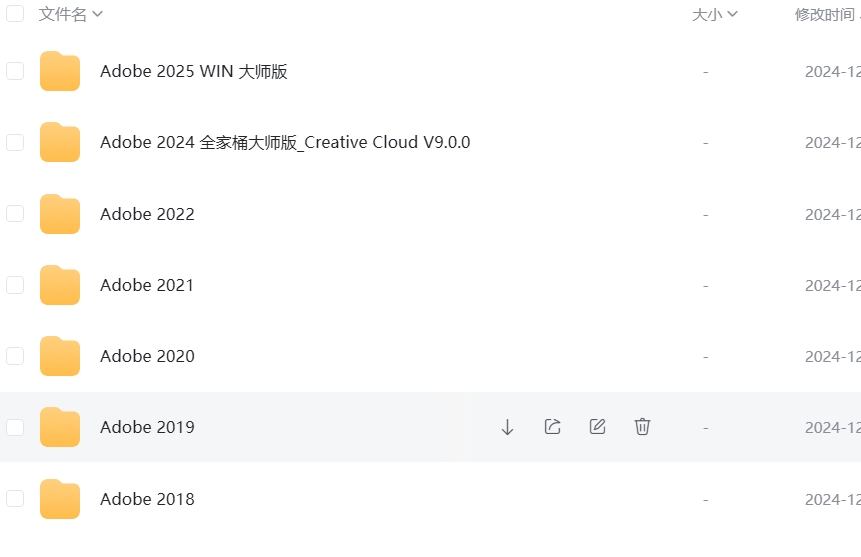 文件名 大小 修改时间
Adobe 2025 WIN 大师版 - 2024-12
Adobe 2024 全家桶大师版_Creative Cloud V9.0.0 - 2024-12
Adobe 2022 - 2024-12
Adobe 2021 - 2024-12
Adobe 2020 - 2024-12
Adobe 2019 - 2024-12
Adobe 2018 - 2024-12